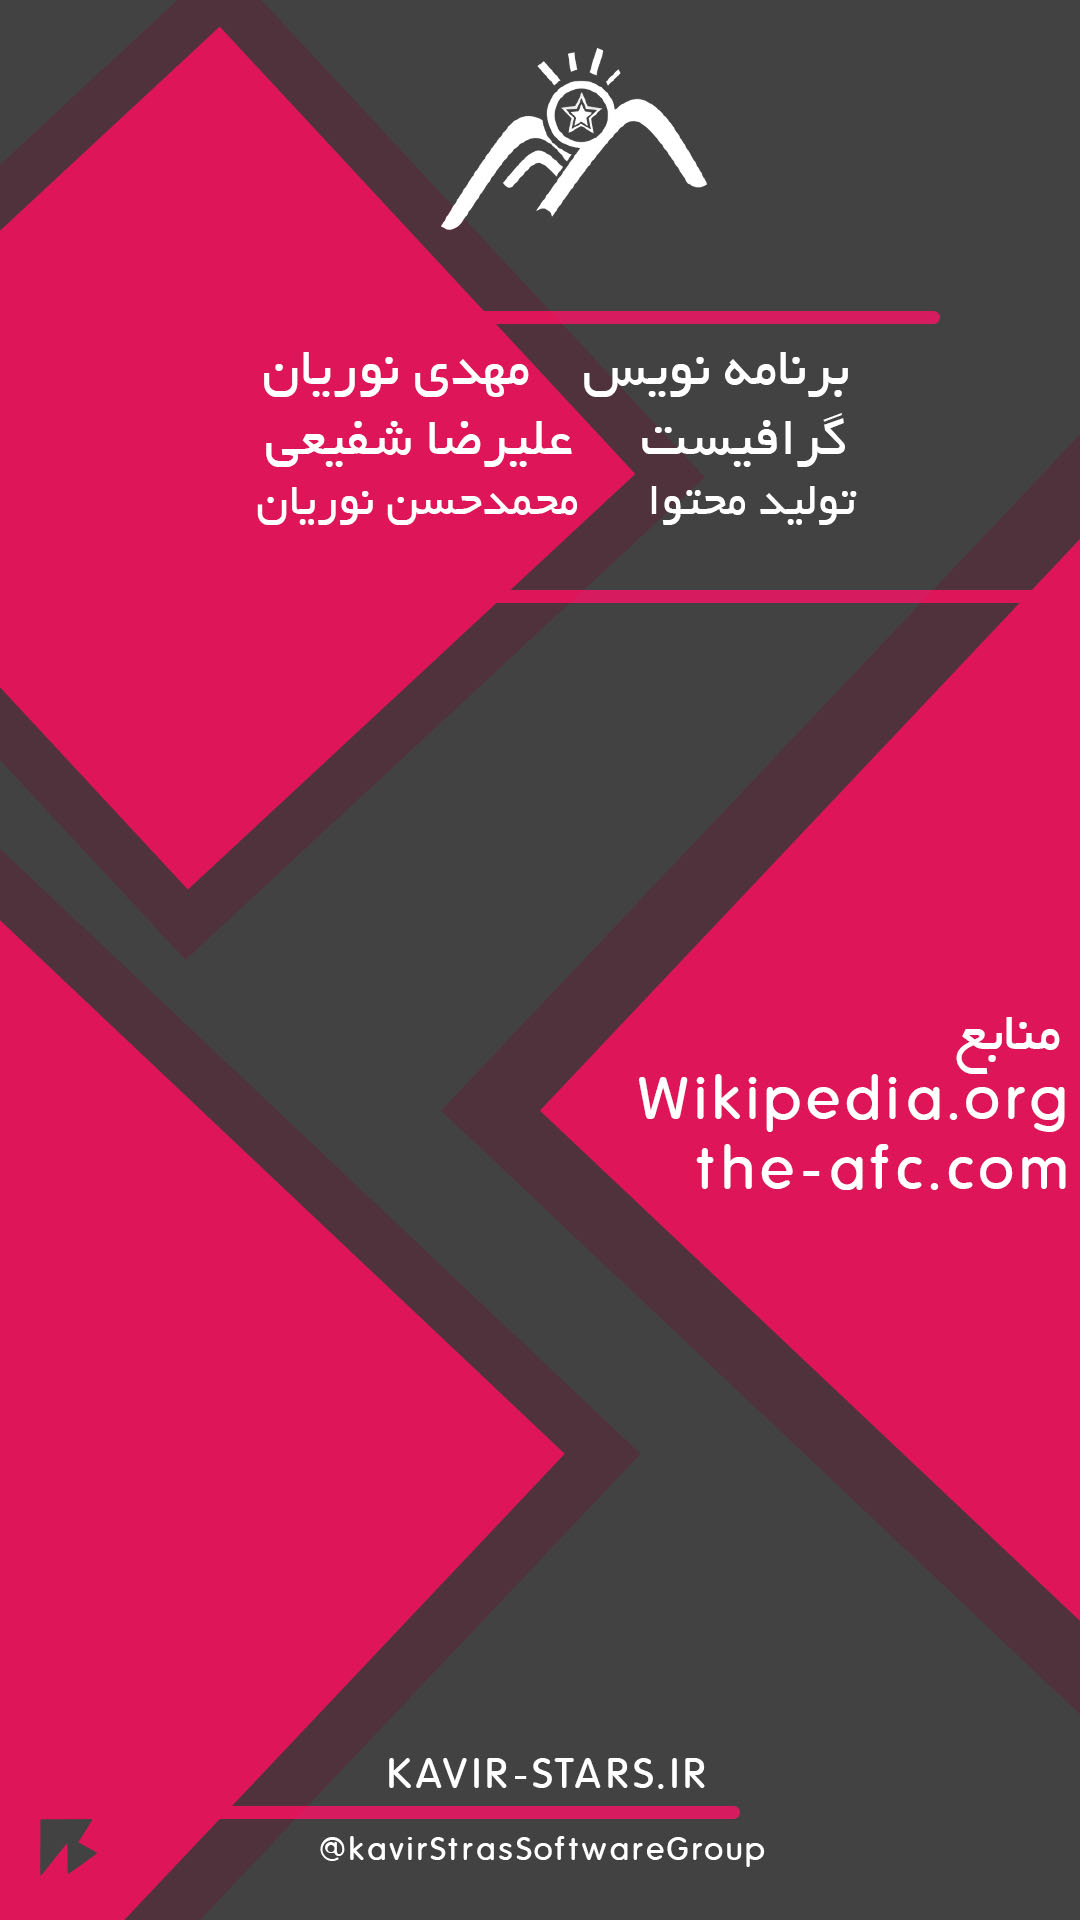 برنامه نویس مهدی نوریان
گرافیست علیرضا شفیعی
تولید محتوا محمدحسن نوریان
منابع
Wikipedia.org
the-afc.com
KAVIR-STARS.IR
@kavirStrasSoftwareGroup